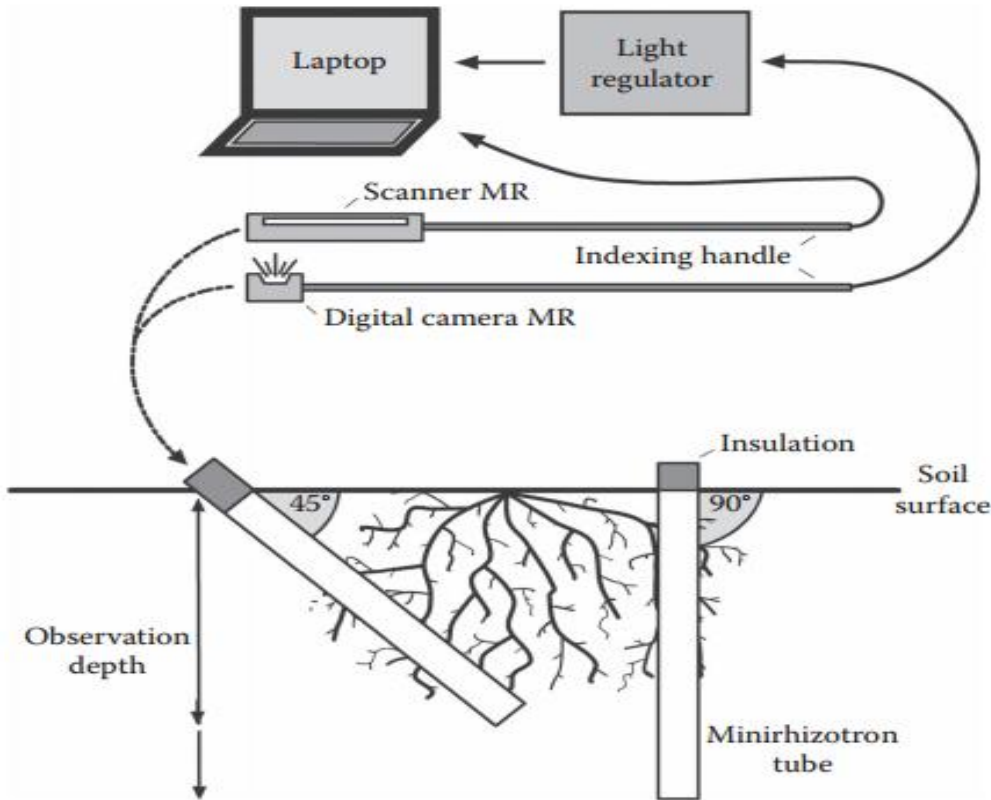 Laptop
Light
regulator
Scanner MR
Indexing handle
Digital camera MR
Insulation
Soil
surface
45°
90°
Observation
depth
Minirhizotron
tube